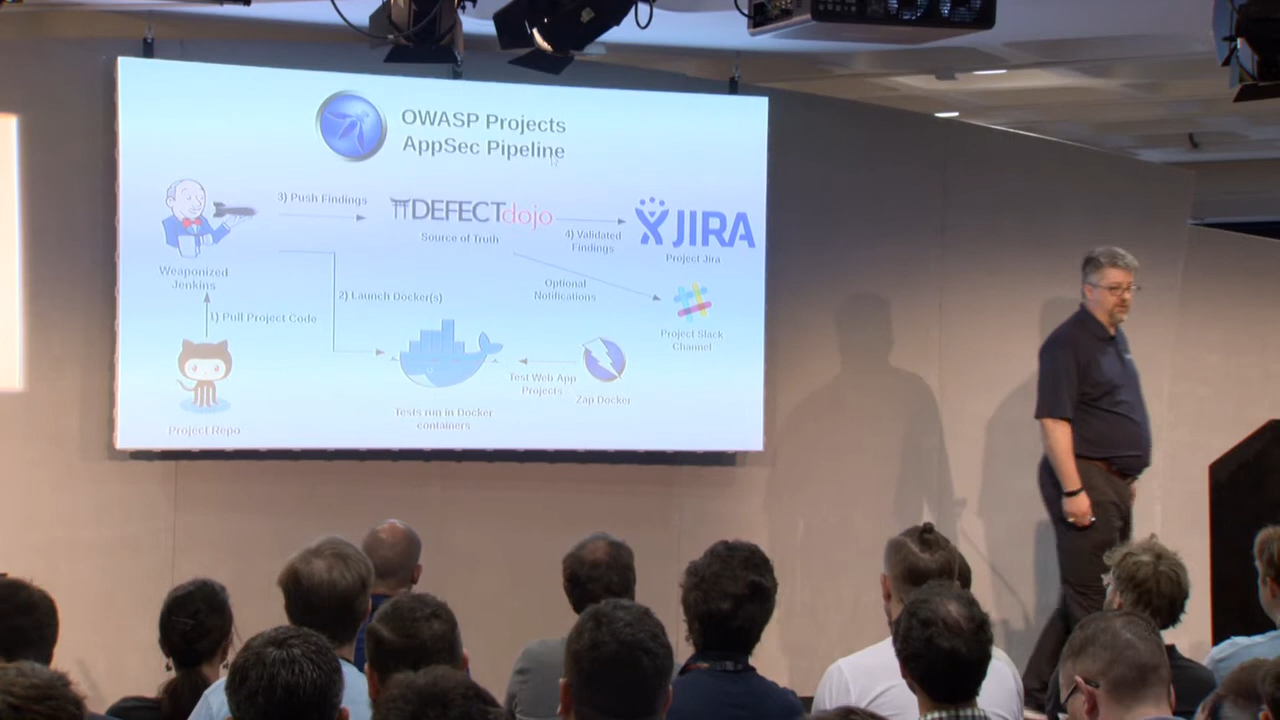 OWASP Projects
AppSec Pipeline
3) Push Findings
DEFECTdojo
Source of Truth
4) Validated
Findings
JIRA
Project Jira
Weaponized
Jenkins
Optional
Notifications
2) Launch Docker(s)
1) Pull Project Code
Project Slack
Channel
Test Web App
Projects
Zap Docker
Tests run in Docker
containers
Project Repo